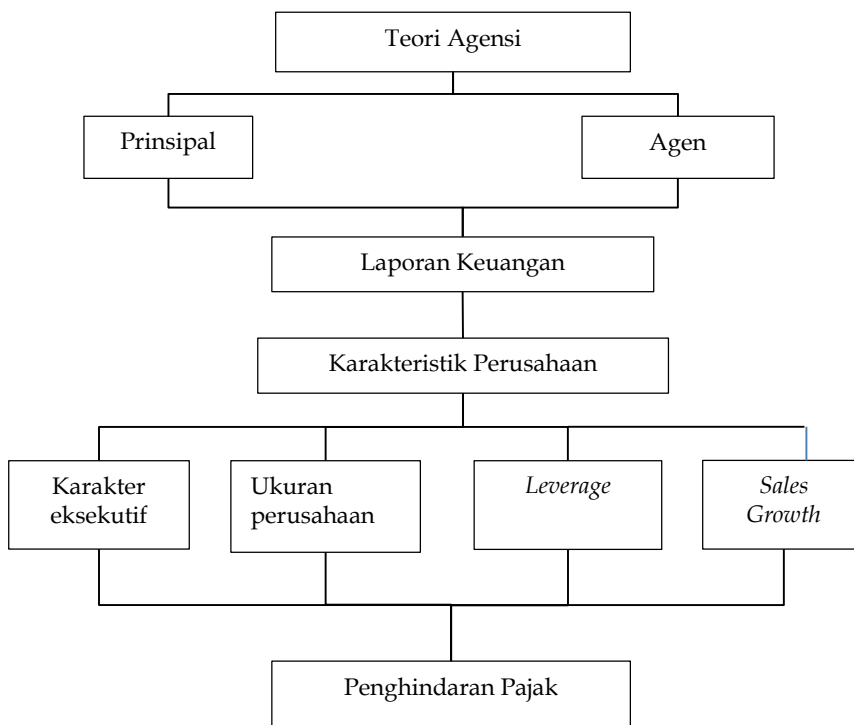 Teori Agensi
Prinsipal
Agen
Laporan Keuangan
Karakteristik Perusahaan
Karakter
eksekutif
Ukuran
perusahaan
Leverage
Sales
Growth
Penghindaran Pajak